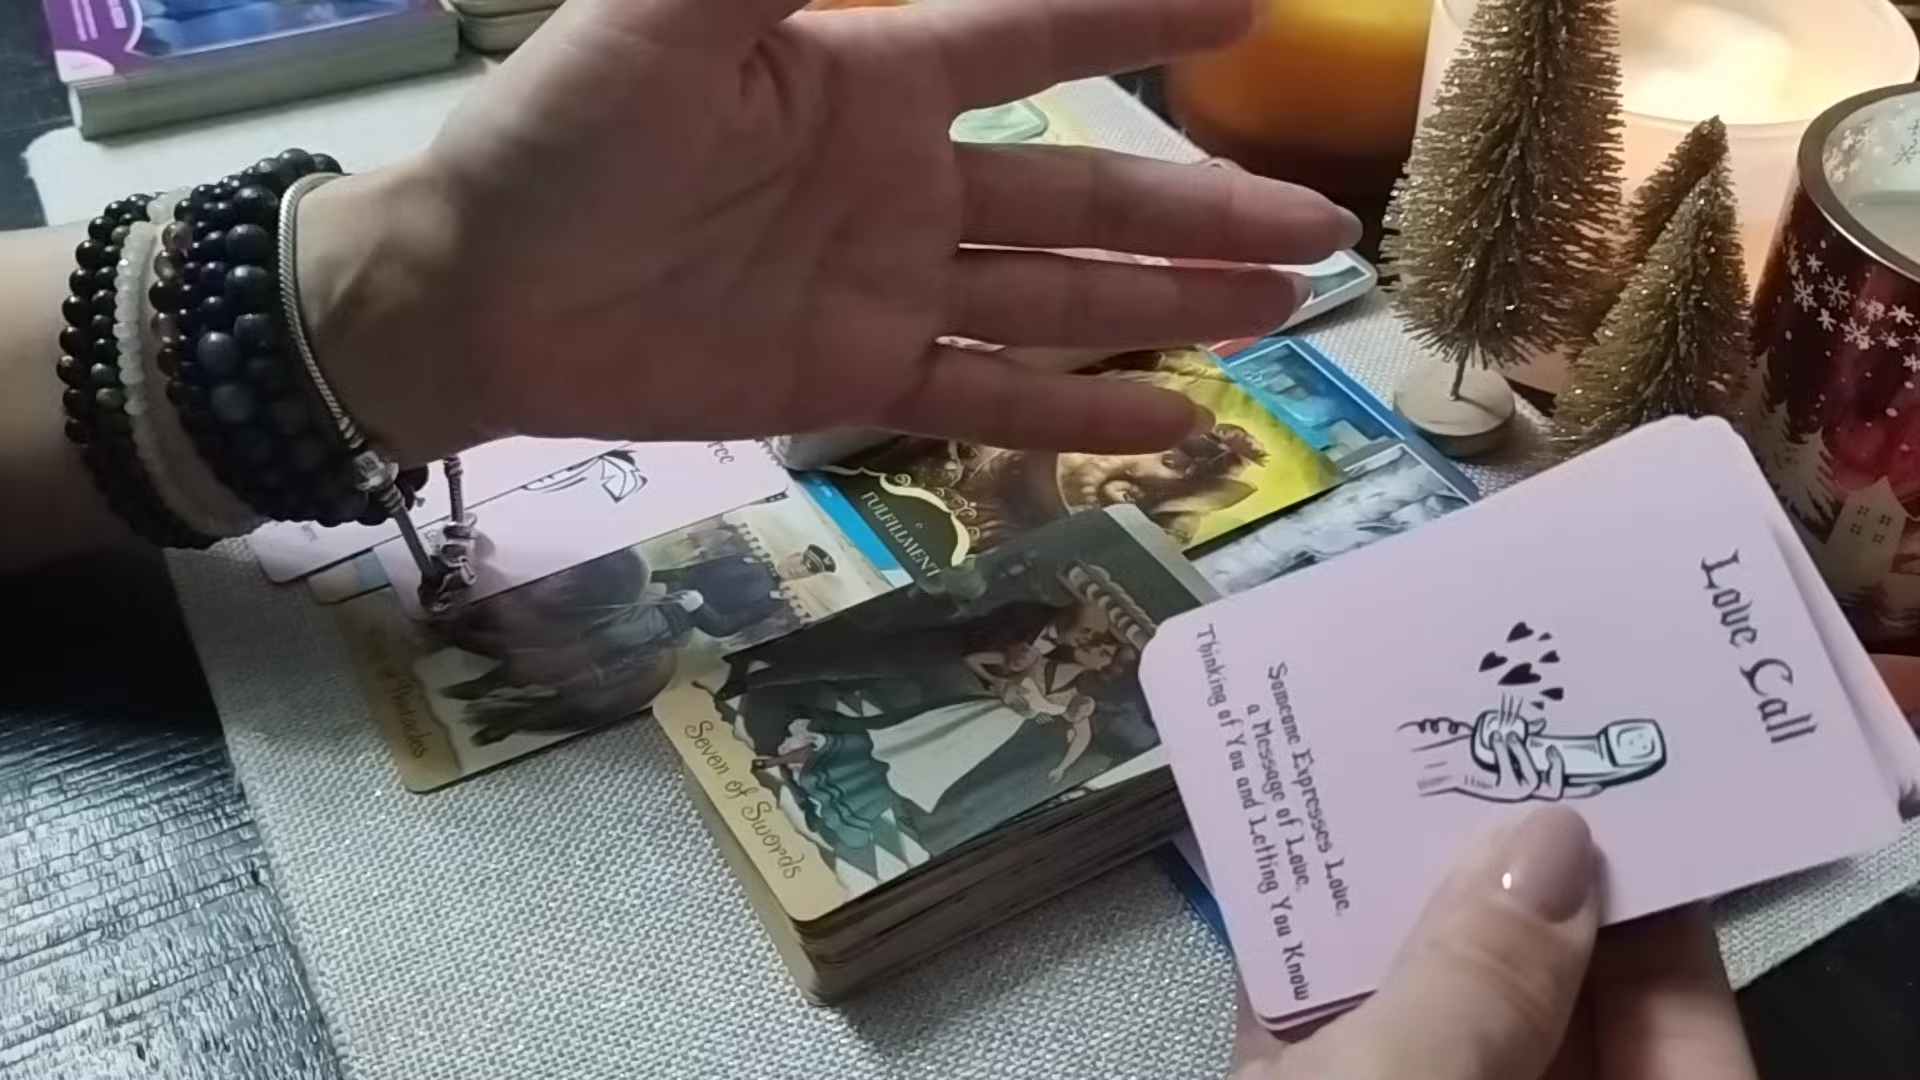 FULFILLMENT
Seven of Swords
Love Call
Someone Expresses Love.
a Message of Love.
Thinking of You and Letting You Know